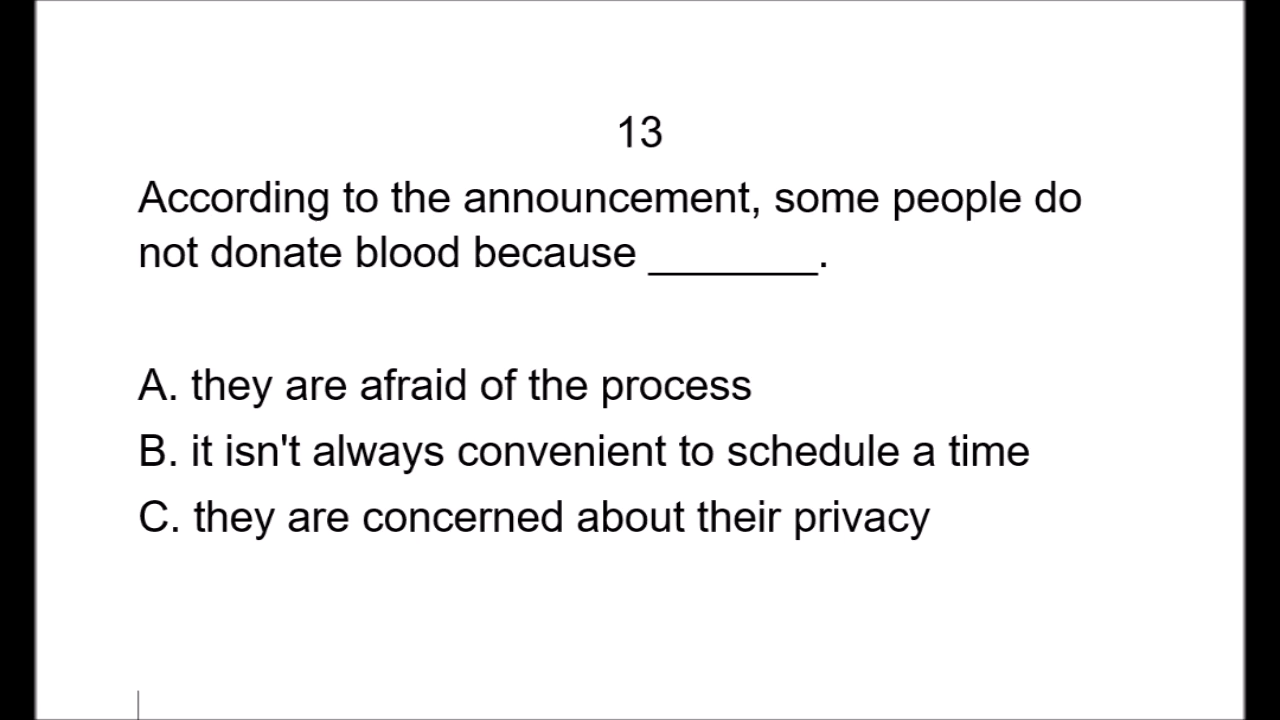 13
According to the announcement, some people do
not donate blood because _______.
A. they are afraid of the process
B. it isn't always convenient to schedule a time
C. they are concerned about their privacy